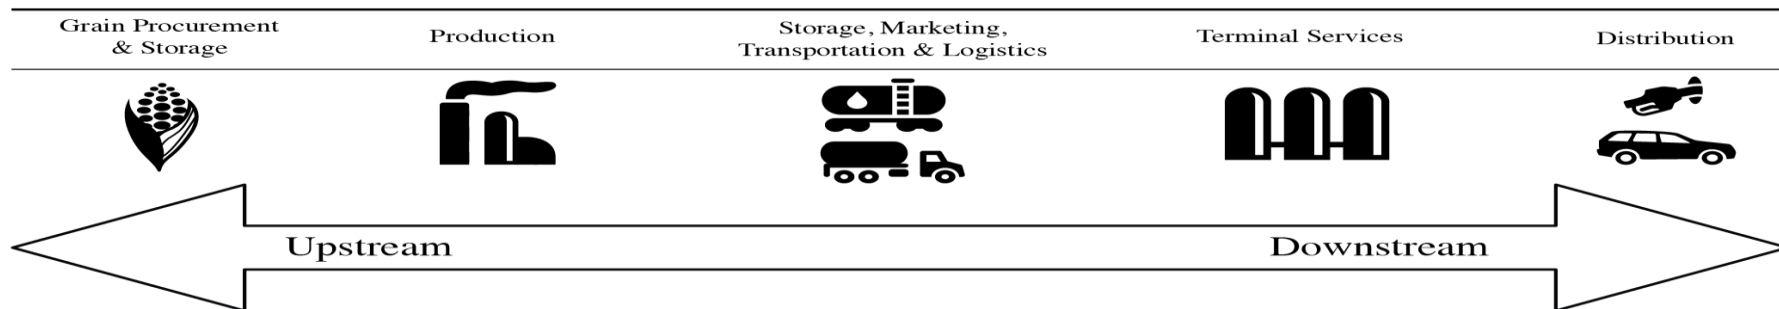 Grain Procurement
& Storage
Production
Storage, Marketing,
Transportation & Logistics
Terminal Services
Distribution
Upstream
Downstream